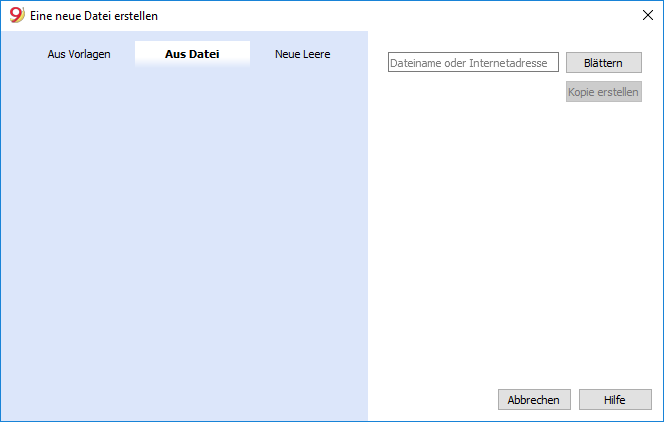 Eine neue Datei erstellen
Aus Vorlagen
Aus Datei
Neue Leere
Dateiname oder Internetadresse
Blättern
Kopie erstellen
Abbrechen
Hilfe